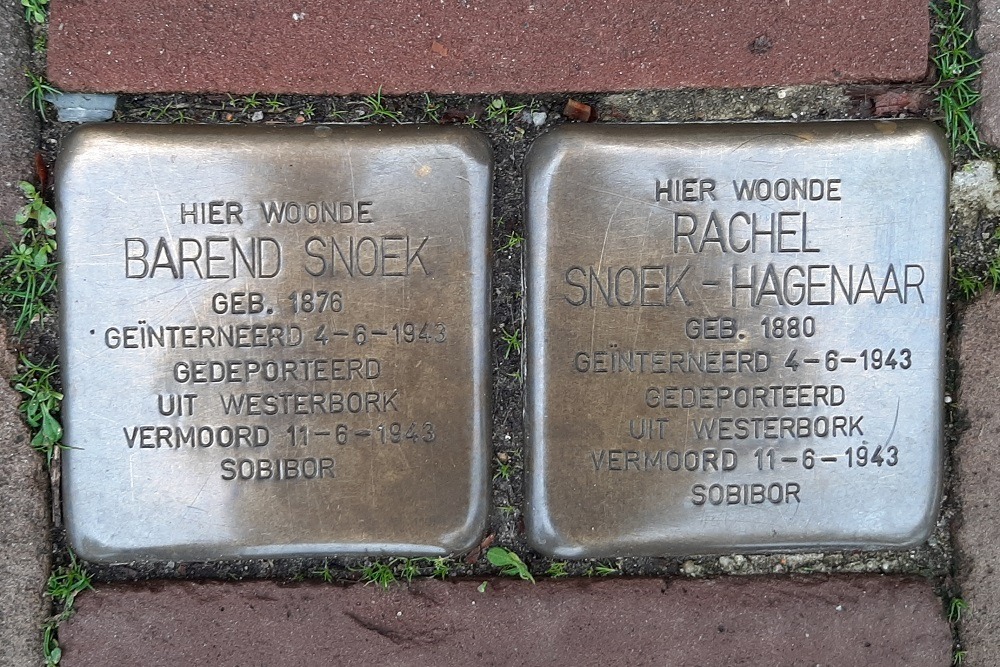 HIER WOONDE
BAREND SNOEK
GEB. 1876
GEÏNTERNEERD 4-6-1943
GEDEPORTEERD
UIT WESTERBORK
VERMOORD 11-6-1943
SOBIBOR
HIER WOONDE
RACHEL
SNOEK-HAGENAAR
GEB. 1880
GEÏNTERNEERD 4-6-1943
GEDEPORTEERD
UIT WESTERBORK
VERMOORD 11-6-1943
SOBIBOR